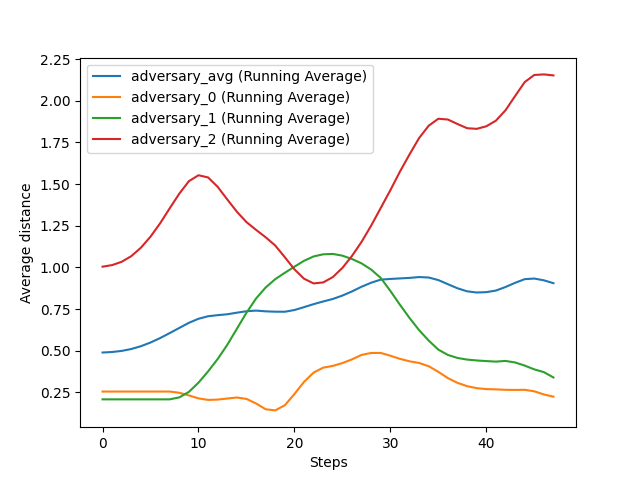 2.25
2.00
1.75
1.50
1.25
1.00
0.75
0.50
0.25
Average distance
adversary_avg (Running Average)
adversary_0 (Running Average)
adversary_1 (Running Average)
adversary_2 (Running Average)
0 10 20 30 40
Steps